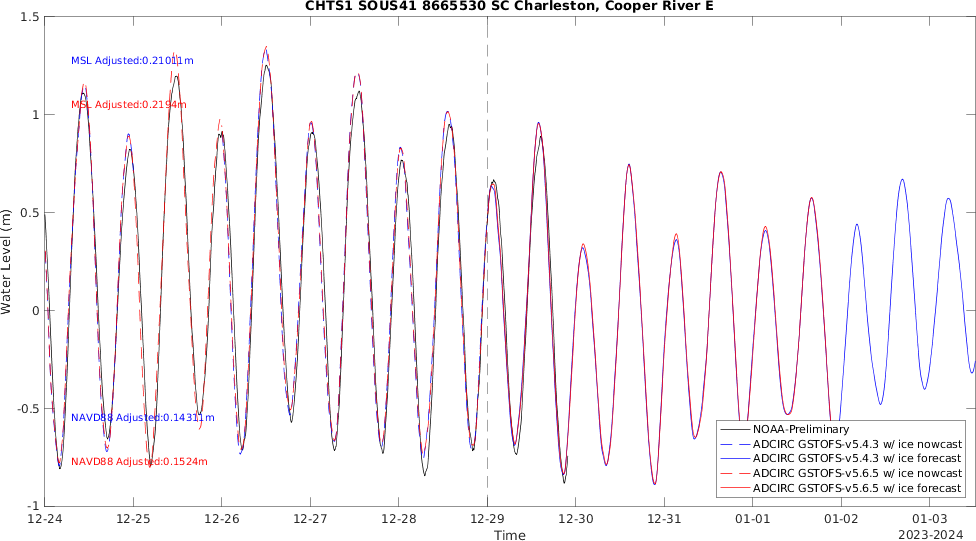 CHTS1 SOUS41 8665530 SC Charleston, Cooper River E
1.5
1
0.5
0
-0.5
-1
Water Level (m)
MSL Adjusted:0.21011m
MSL Adjusted:0.2194m
NAVD88 Adjusted:0.14311m
NAVD88 Adjusted:0.1524m
NOAA-Preliminary
ADCIRC GSTOFS-v5.4.3 w/ ice nowcast
ADCIRC GSTOFS-v5.4.3 w/ ice forecast
ADCIRC GSTOFS-v5.6.5 w/ ice nowcast
ADCIRC GSTOFS-v5.6.5 w/ ice forecast
12-24 12-25 12-26 12-27 12-28 12-29 12-30 12-31 01-01 01-02 01-03
Time
2023-2024